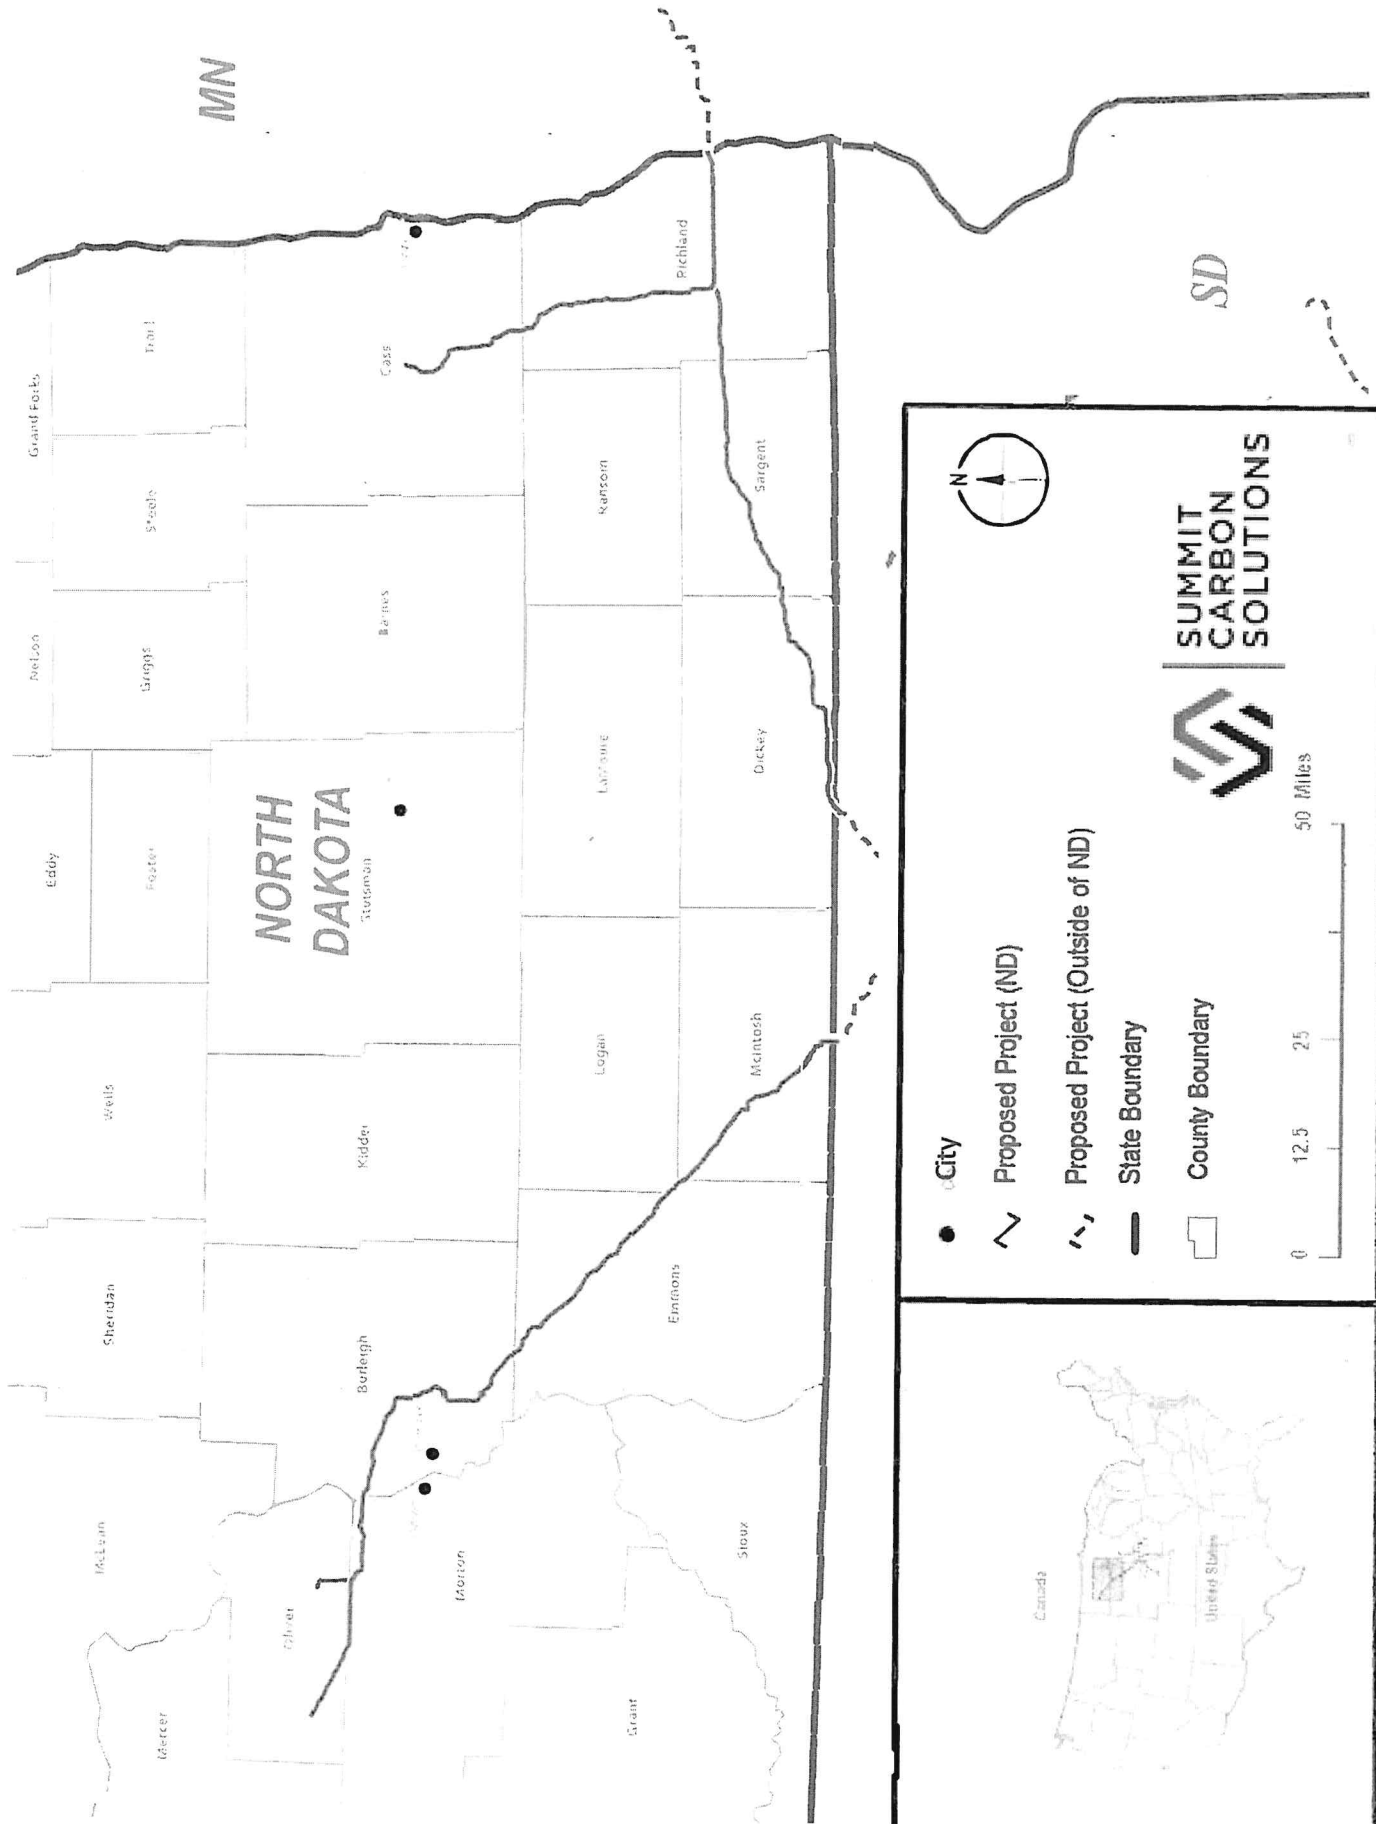 MN
Grand Forks
Nelson
Eddy
Traill
Steele
Griggs
Foster
Wells
Sheridan
McLean
Mercer
NORTH
DAKOTA
Cass
Barnes
Stutsman
Kidder
Burleigh
Oliver
Morton
Richland
Ransom
LaMoure
Logan
Emmons
Grant
Sargent
Dickey
McIntosh
Sioux
SD
N
City
Proposed Project (ND)
Proposed Project (Outside of ND)
State Boundary
County Boundary
0 12.5 25 50 Miles
SUMMIT
CARBON
SOLUTIONS
Canada
United States